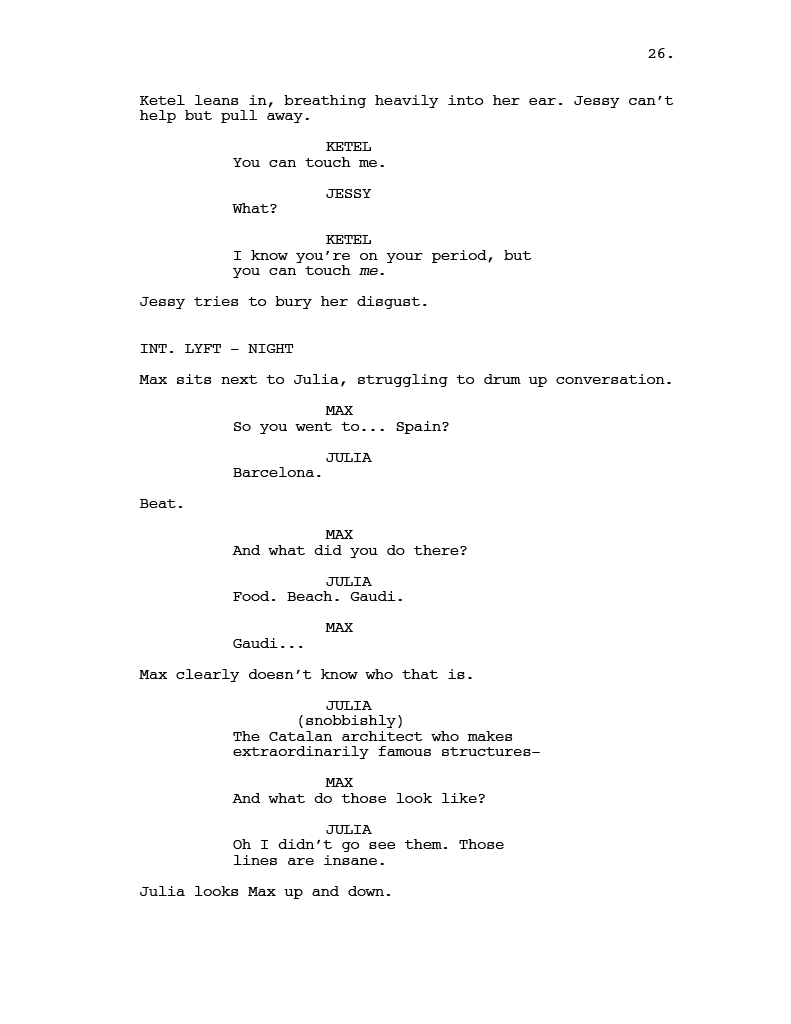 26.
Ketel leans in, breathing heavily into her ear. Jessy can’t
help but pull away.
KETEL
You can touch me.
JESSY
What?
KETEL
I know you’re on your period, but
you can touch me.
Jessy tries to bury her disgust.
INT. LYFT – NIGHT
Max sits next to Julia, struggling to drum up conversation.
MAX
So you went to... Spain?
JULIA
Barcelona.
Beat.
MAX
And what did you do there?
JULIA
Food. Beach. Gaudi.
MAX
Gaudi...
Max clearly doesn’t know who that is.
JULIA
(snobbishly)
The Catalan architect who makes
extraordinarily famous structures–
MAX
And what do those look like?
JULIA
Oh I didn’t go see them. Those
lines are insane.
Julia looks Max up and down.